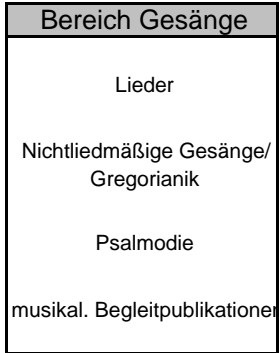 Bereich Gesänge
Lieder
Nichtliedmäßige Gesänge/
Gregorianik
Psalmodie
musikal. Begleitpublikationen